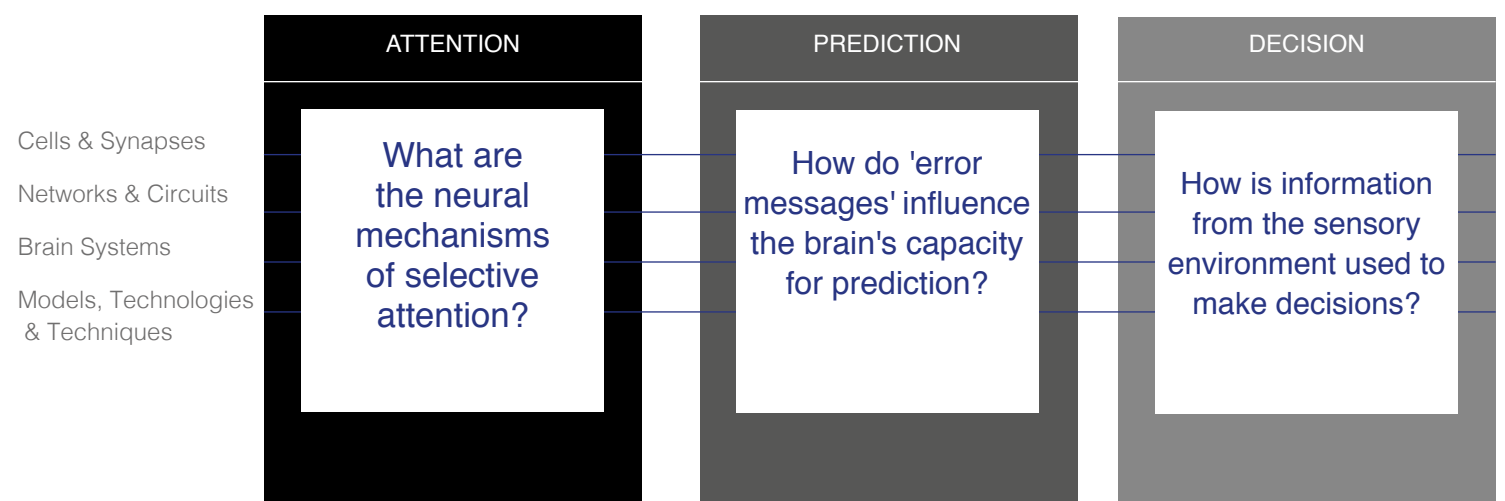 ATTENTION
PREDICTION
DECISION
Cells & Synapses
Networks & Circuits
Brain Systems
Models, Technologies
& Techniques
What are
the neural
mechanisms
of selective
attention?
How do 'error
messages' influence
the brain's capacity
for prediction?
How is information
from the sensory
environment used to
make decisions?